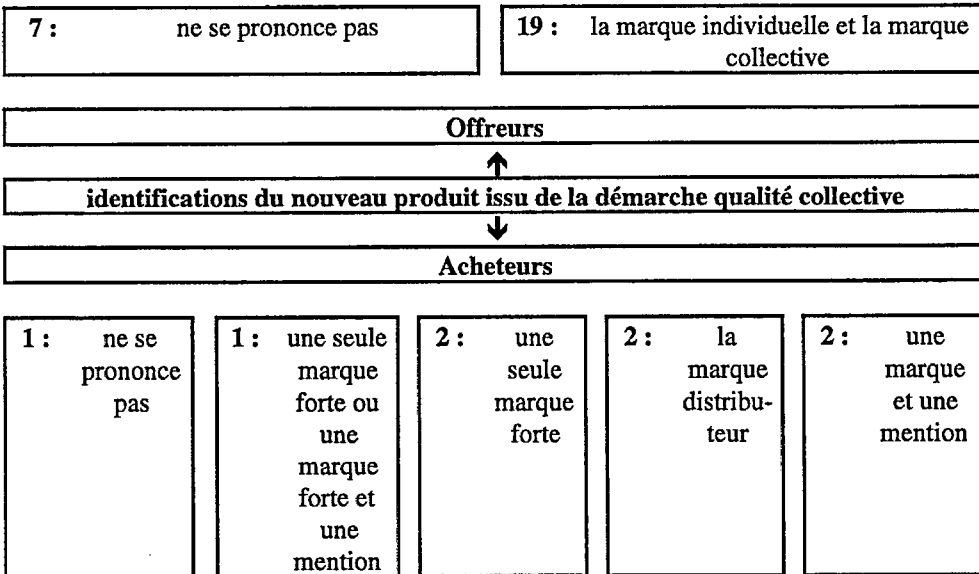 7 : ne se prononce pas
19 : la marque individuelle et la marque
collective
Offreurs
identifications du nouveau produit issu de la démarche qualité collective
Acheteurs
1 : ne se
prononce
pas
1 : une seule
marque
forte ou
une
marque
forte et
une
mention
2 : une
seule
marque
forte
2 : la
marque
distribu-
teur
2 : une
marque
et une
mention